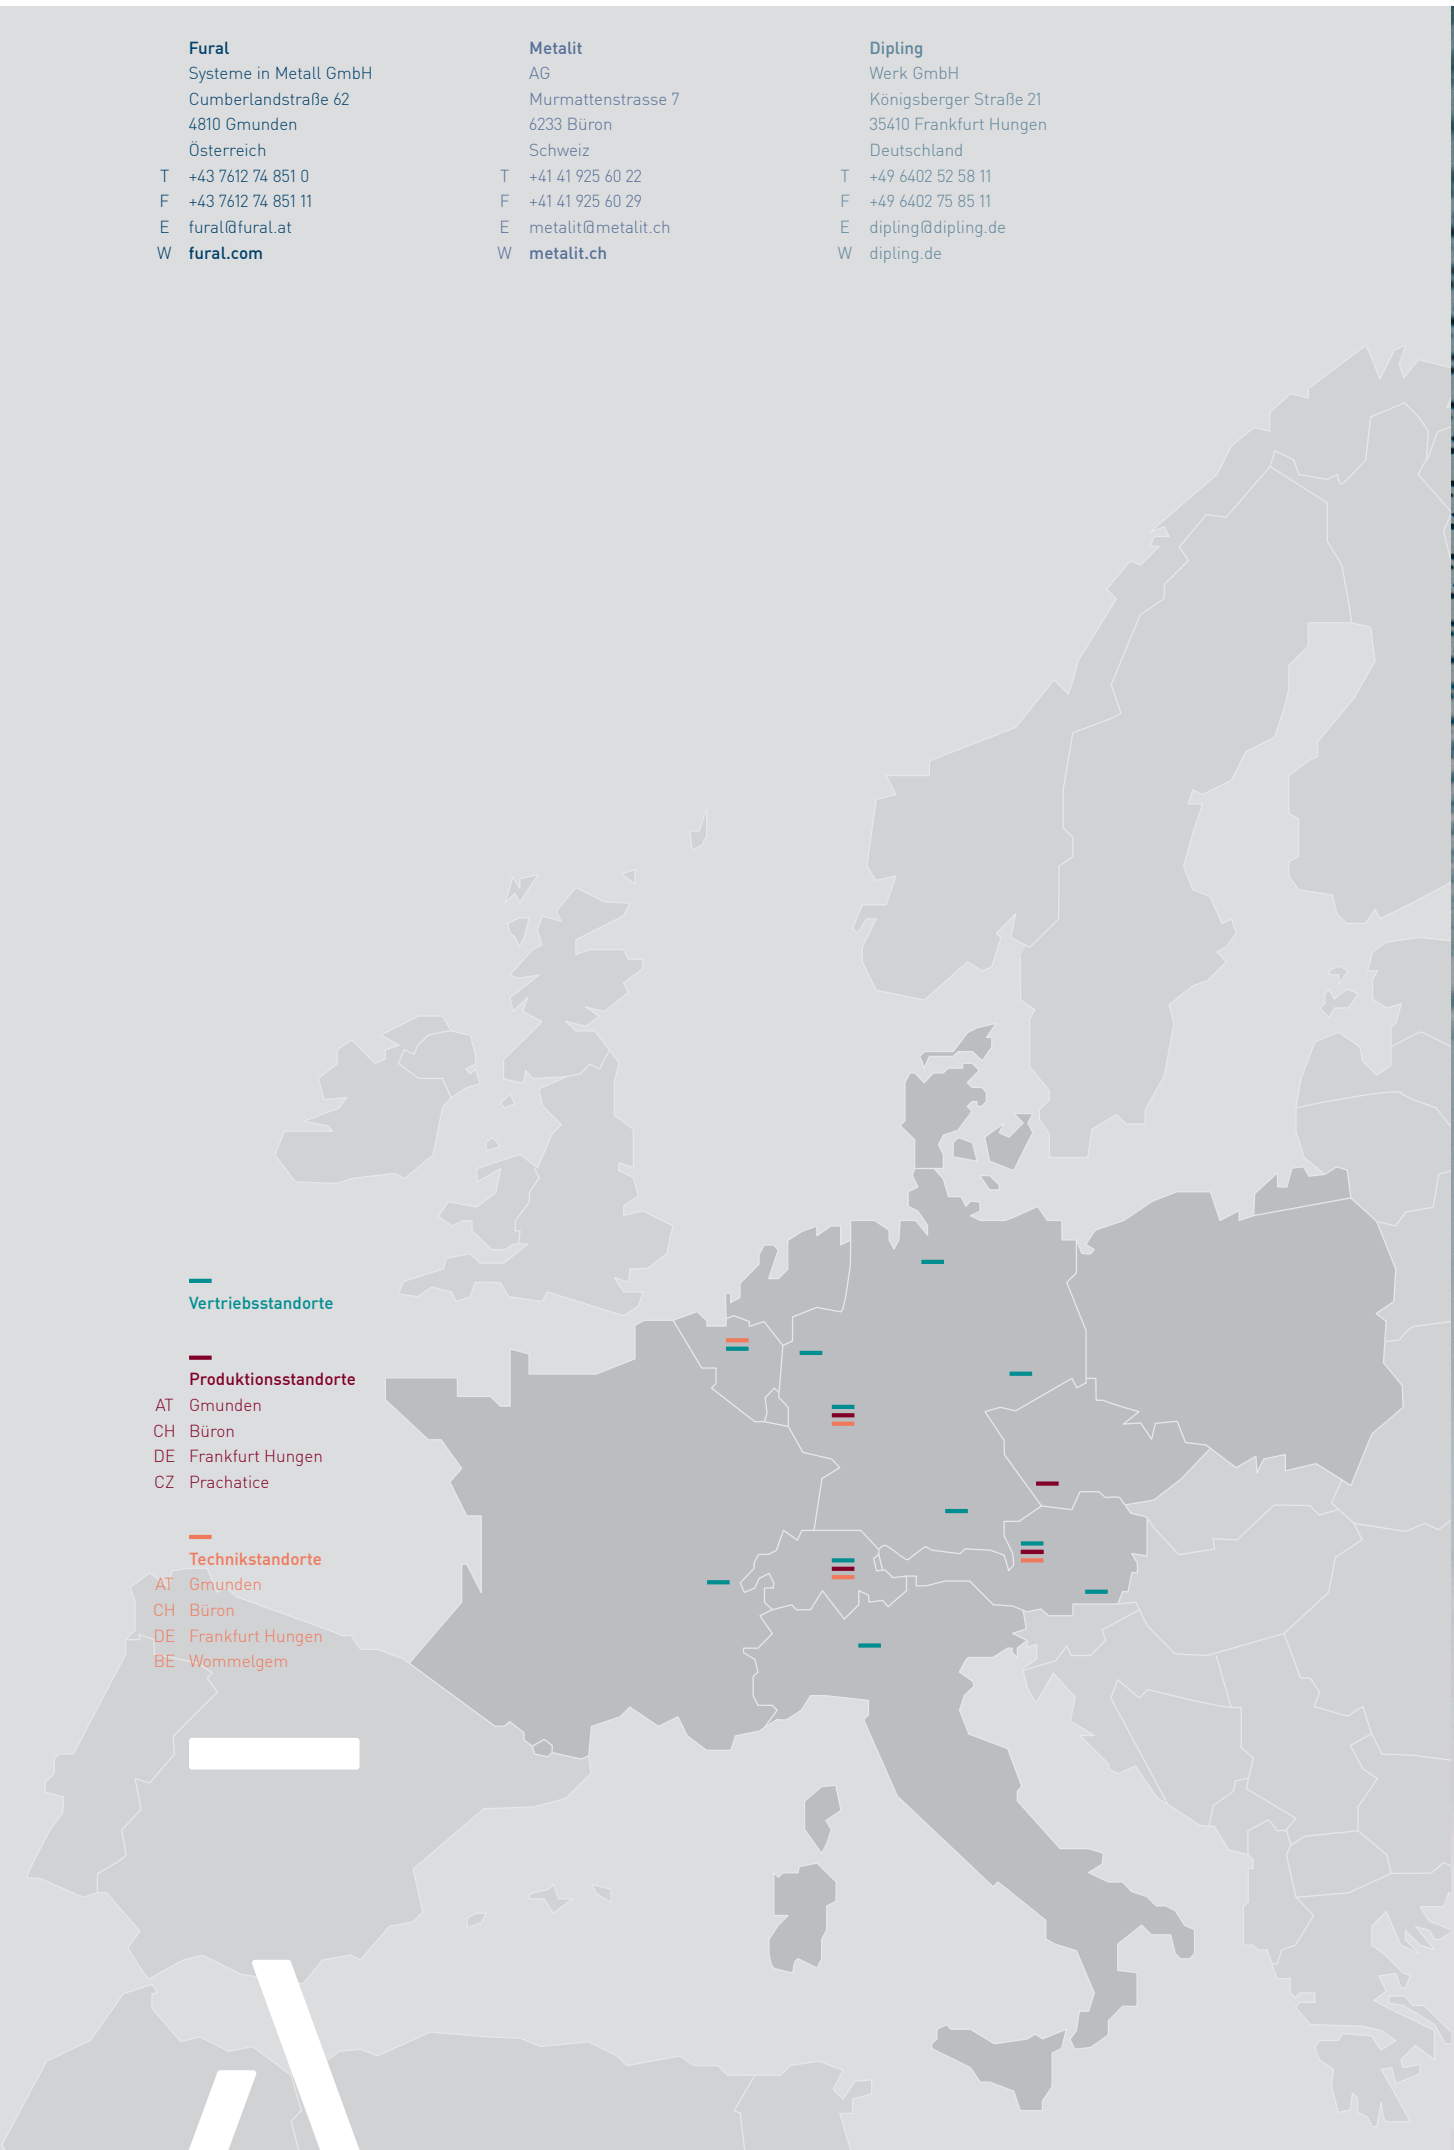 Fural
Systeme in Metall GmbH
Cumberlandstraße 62
4810 Gmunden
Österreich
T +43 7612 74 851 0
F +43 7612 74 851 11
E fural@fural.at
W fural.com
Metalit
AG
Murmattenstrasse 7
6233 Büron
Schweiz
T +41 41 925 60 22
F +41 41 925 60 29
E metalit@metalit.ch
W metalit.ch
Dipling
Werk GmbH
Königsberger Straße 21
35410 Frankfurt Hungen
Deutschland
T +49 6402 52 58 11
F +49 6402 75 85 11
E dipling@dipling.de
W dipling.de
Vertriebsstandorte
Produktionsstandorte
AT Gmunden
CH Büron
DE Frankfurt Hungen
CZ Prachatice
Technikstandorte
AT Gmunden
CH Büron
DE Frankfurt Hungen
BE Wommelgem